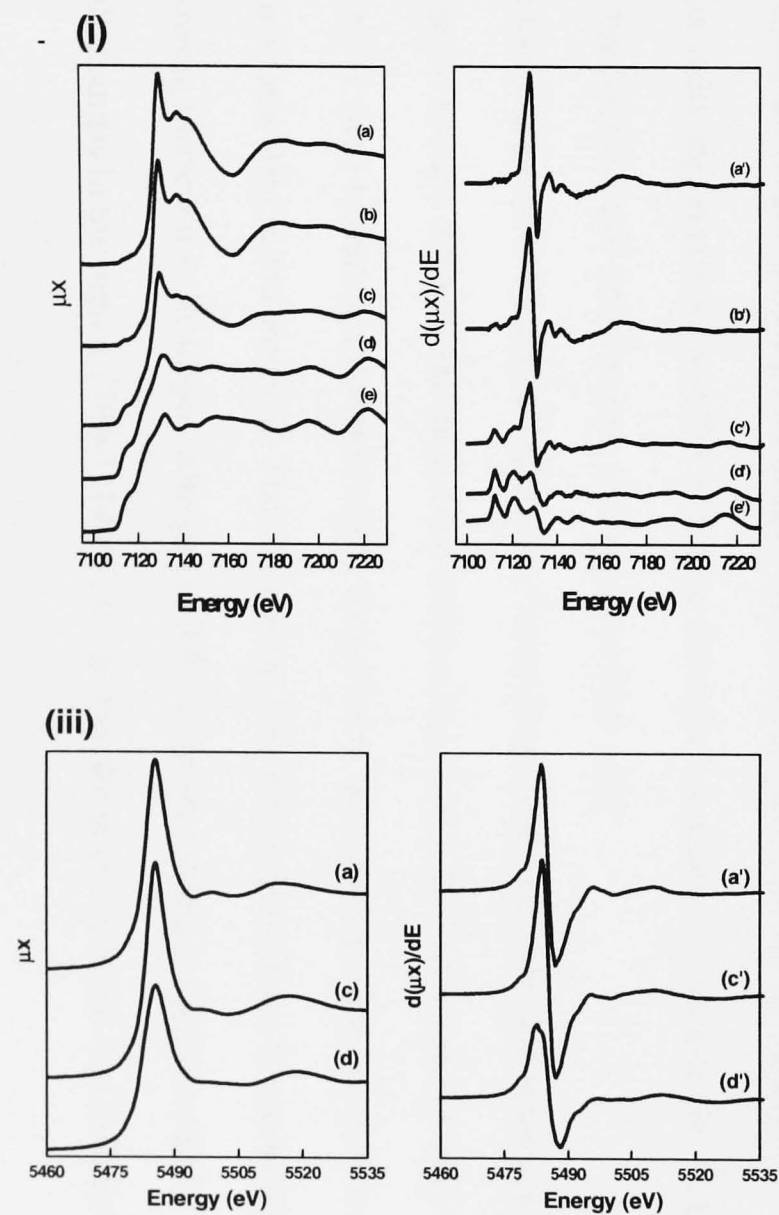 (i)
(a)
(b)
(c)
(d)
(e)
μx
7100 7120 7140 7160 7180 7200 7220
Energy (eV)
(a')
(b')
(c')
(d')
(e')
d(μx)/dE
7100 7120 7140 7160 7180 7200 7220
Energy (eV)
(iii)
(a)
(c)
(d)
μx
5460 5475 5490 5505 5520 5535
Energy (eV)
(a')
(c')
(d')
d(μx)/dE
5460 5475 5490 5505 5520 5535
Energy (eV)